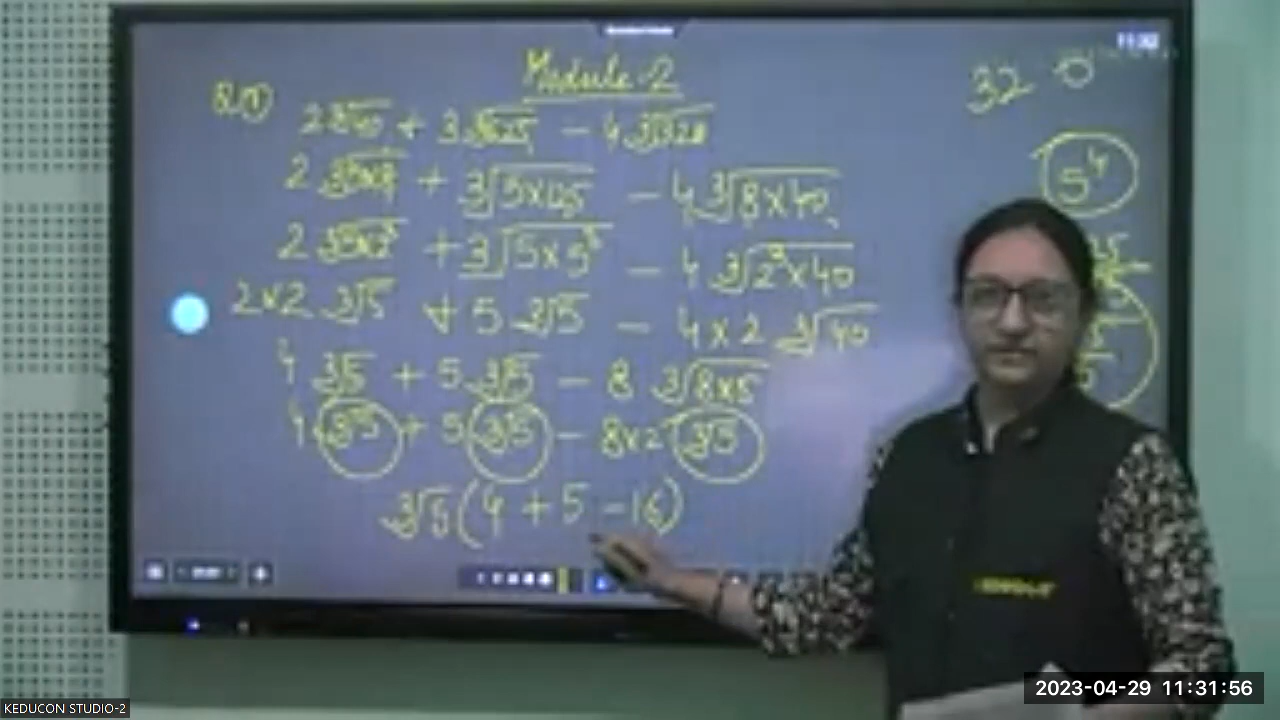 Module-2
2∛40 + 3∛625 - 4∛320
2∛5×8 + 3√5×125 - 4∛8×40
2∛5×2³ + 3√5×5³ - 4∛2³×40
2×2∛5 + 5∛5 - 4×2∛40
4∛5 + 5∛5 - 8∛8×5
4∛5 + 5∛5 - 8×2∛5
∛5(4 + 5 - 16)
320
5⁴
11:32
2023-04-29 11:31:56
KEDUCON STUDIO-2